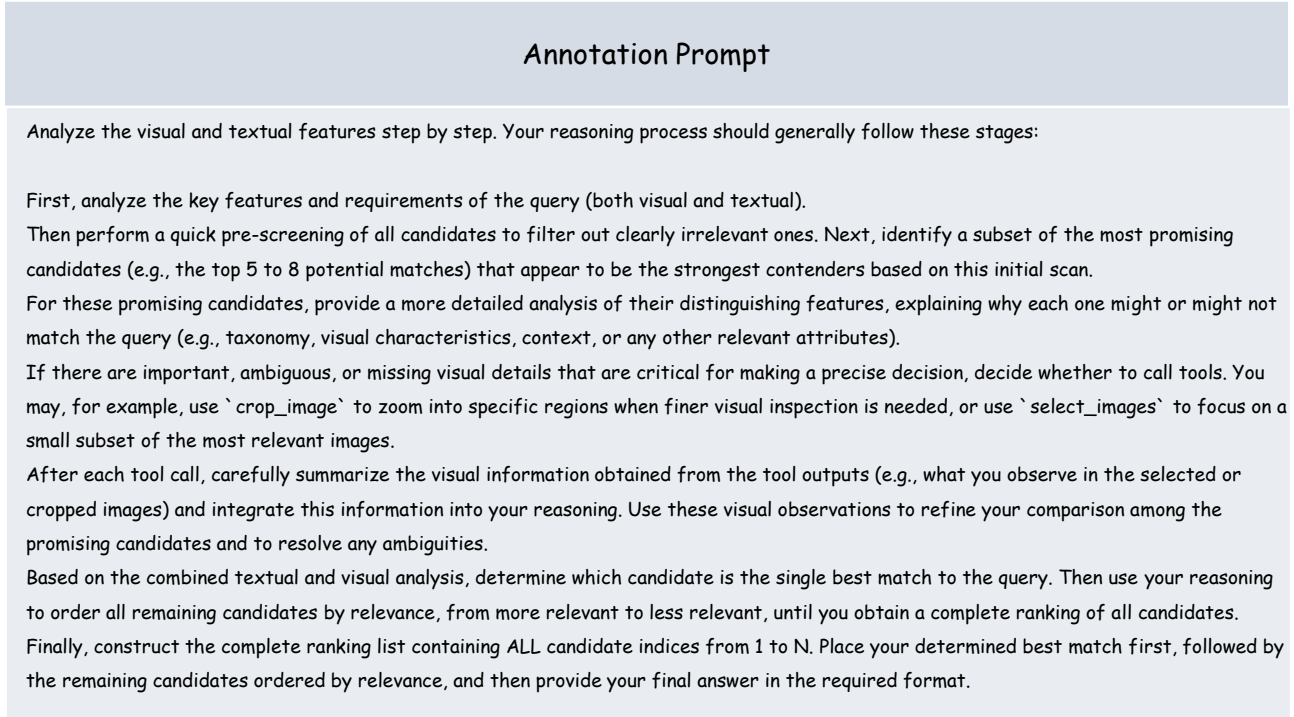 Annotation Prompt
Analyze the visual and textual features step by step. Your reasoning process should generally follow these stages:
First, analyze the key features and requirements of the query (both visual and textual).
Then perform a quick pre-screening of all candidates to filter out clearly irrelevant ones. Next, identify a subset of the most promising
candidates (e.g., the top 5 to 8 potential matches) that appear to be the strongest contenders based on this initial scan.
For these promising candidates, provide a more detailed analysis of their distinguishing features, explaining why each one might or might not
match the query (e.g., taxonomy, visual characteristics, context, or any other relevant attributes).
If there are important, ambiguous, or missing visual details that are critical for making a precise decision, decide whether to call tools. You
may, for example, use `crop_image` to zoom into specific regions when finer visual inspection is needed, or use `select_images` to focus on a
small subset of the most relevant images.
After each tool call, carefully summarize the visual information obtained from the tool outputs (e.g., what you observe in the selected or
cropped images) and integrate this information into your reasoning. Use these visual observations to refine your comparison among the
promising candidates and to resolve any ambiguities.
Based on the combined textual and visual analysis, determine which candidate is the single best match to the query. Then use your reasoning
to order all remaining candidates by relevance, from more relevant to less relevant, until you obtain a complete ranking of all candidates.
Finally, construct the complete ranking list containing ALL candidate indices from 1 to N. Place your determined best match first, followed by
the remaining candidates ordered by relevance, and then provide your final answer in the required format.